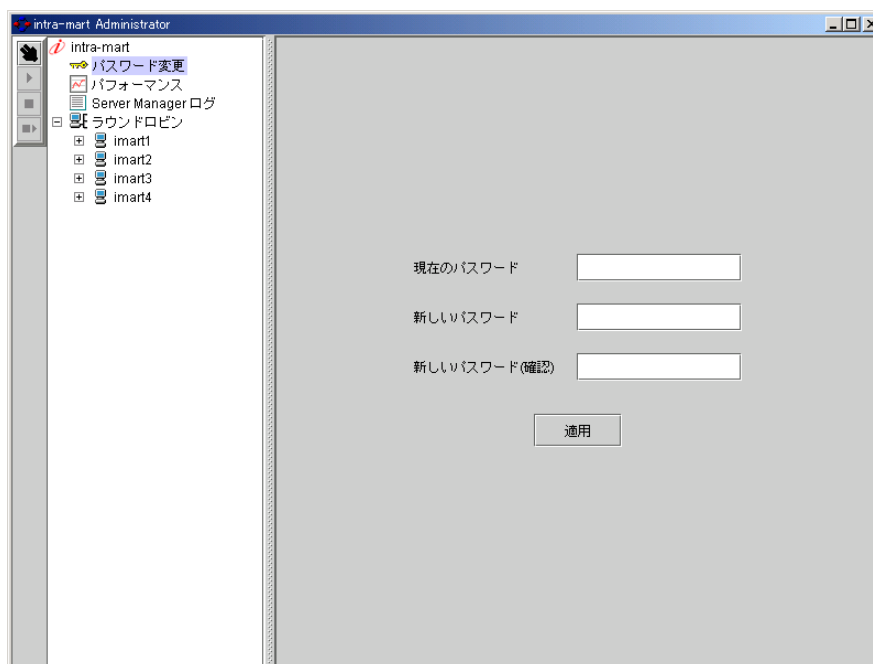 intra-mart Administrator
intra-mart
パスワード変更
パフォーマンス
Server Manager ログ
ラウンドロビン
imart1
imart2
imart3
imart4
現在のパスワード
新しいパスワード
新しいパスワード(確認)
適用